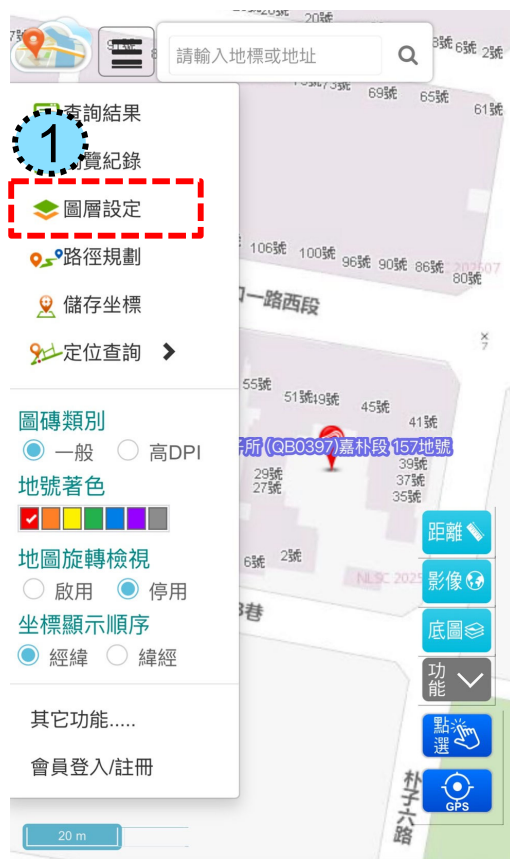 20號
請輸入地標或地址
8號 6號 2號
73號 69號 65號 61號
查詢結果
1
覽紀錄
圖層設定
路徑規劃
儲存坐標
定位查詢
106號 100號 96號 90號 86號 80號
一路西段
55號 51號 49號 45號 41號
(QB0397)嘉朴段 157地號
29號 39號
27號 37號
35號
圖磚類別
一般 高DPI
地號著色
地圖旋轉檢視
啟用 停用
坐標顯示順序
經緯 緯經
6號 2號
NLSC 2025
3巷
距離
影像
底圖
功能
點選
GPS
朴子六路
其它功能.....
會員登入/註冊
20 m